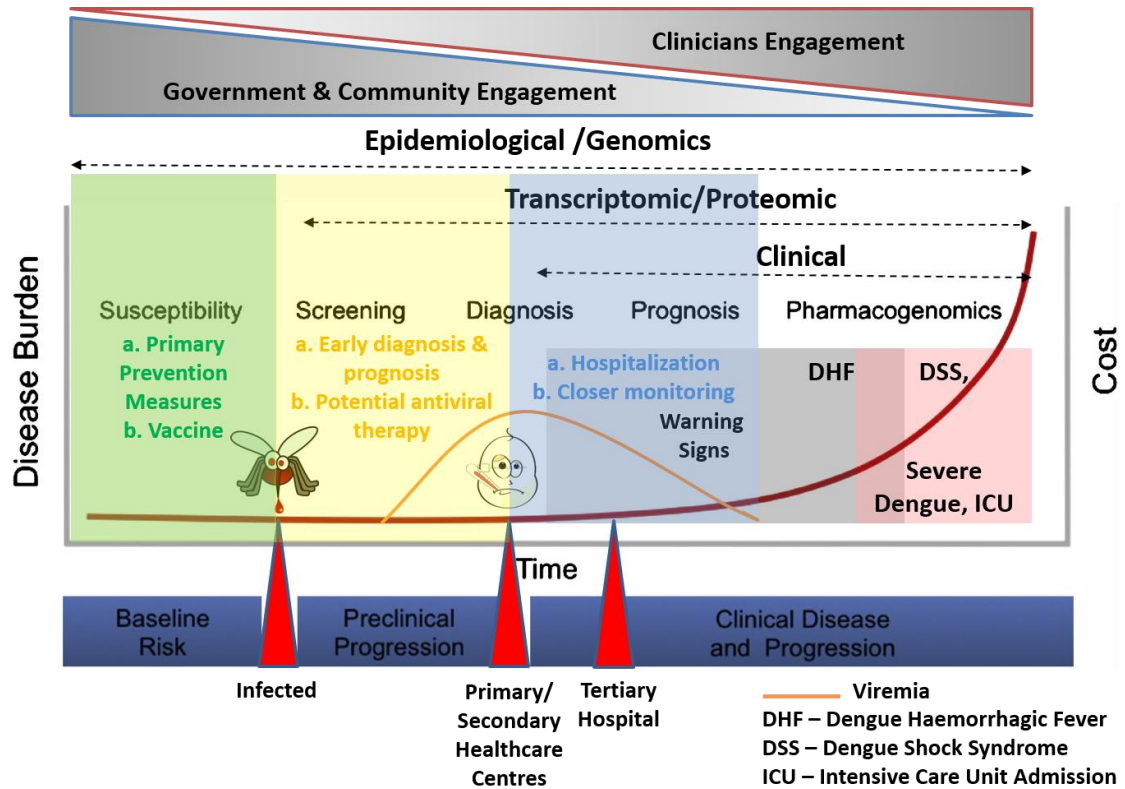 Clinicians Engagement
Government & Community Engagement
Epidemiological /Genomics
Transcriptomic/Proteomic
Clinical
Disease Burden
Cost
Susceptibility
Screening
Diagnosis
Prognosis
Pharmacogenomics
a. Primary
Prevention
Measures
b. Vaccine
a. Early diagnosis &
prognosis
b. Potential antiviral
therapy
a. Hospitalization
b. Closer monitoring
Warning
Signs
DHF
DSS,
Severe
Dengue, ICU
Time
Baseline
Risk
Preclinical
Progression
Clinical Disease
and Progression
Infected
Primary/
Secondary
Healthcare
Centres
Tertiary
Hospital
Viremia
DHF – Dengue Haemorrhagic Fever
DSS – Dengue Shock Syndrome
ICU – Intensive Care Unit Admission